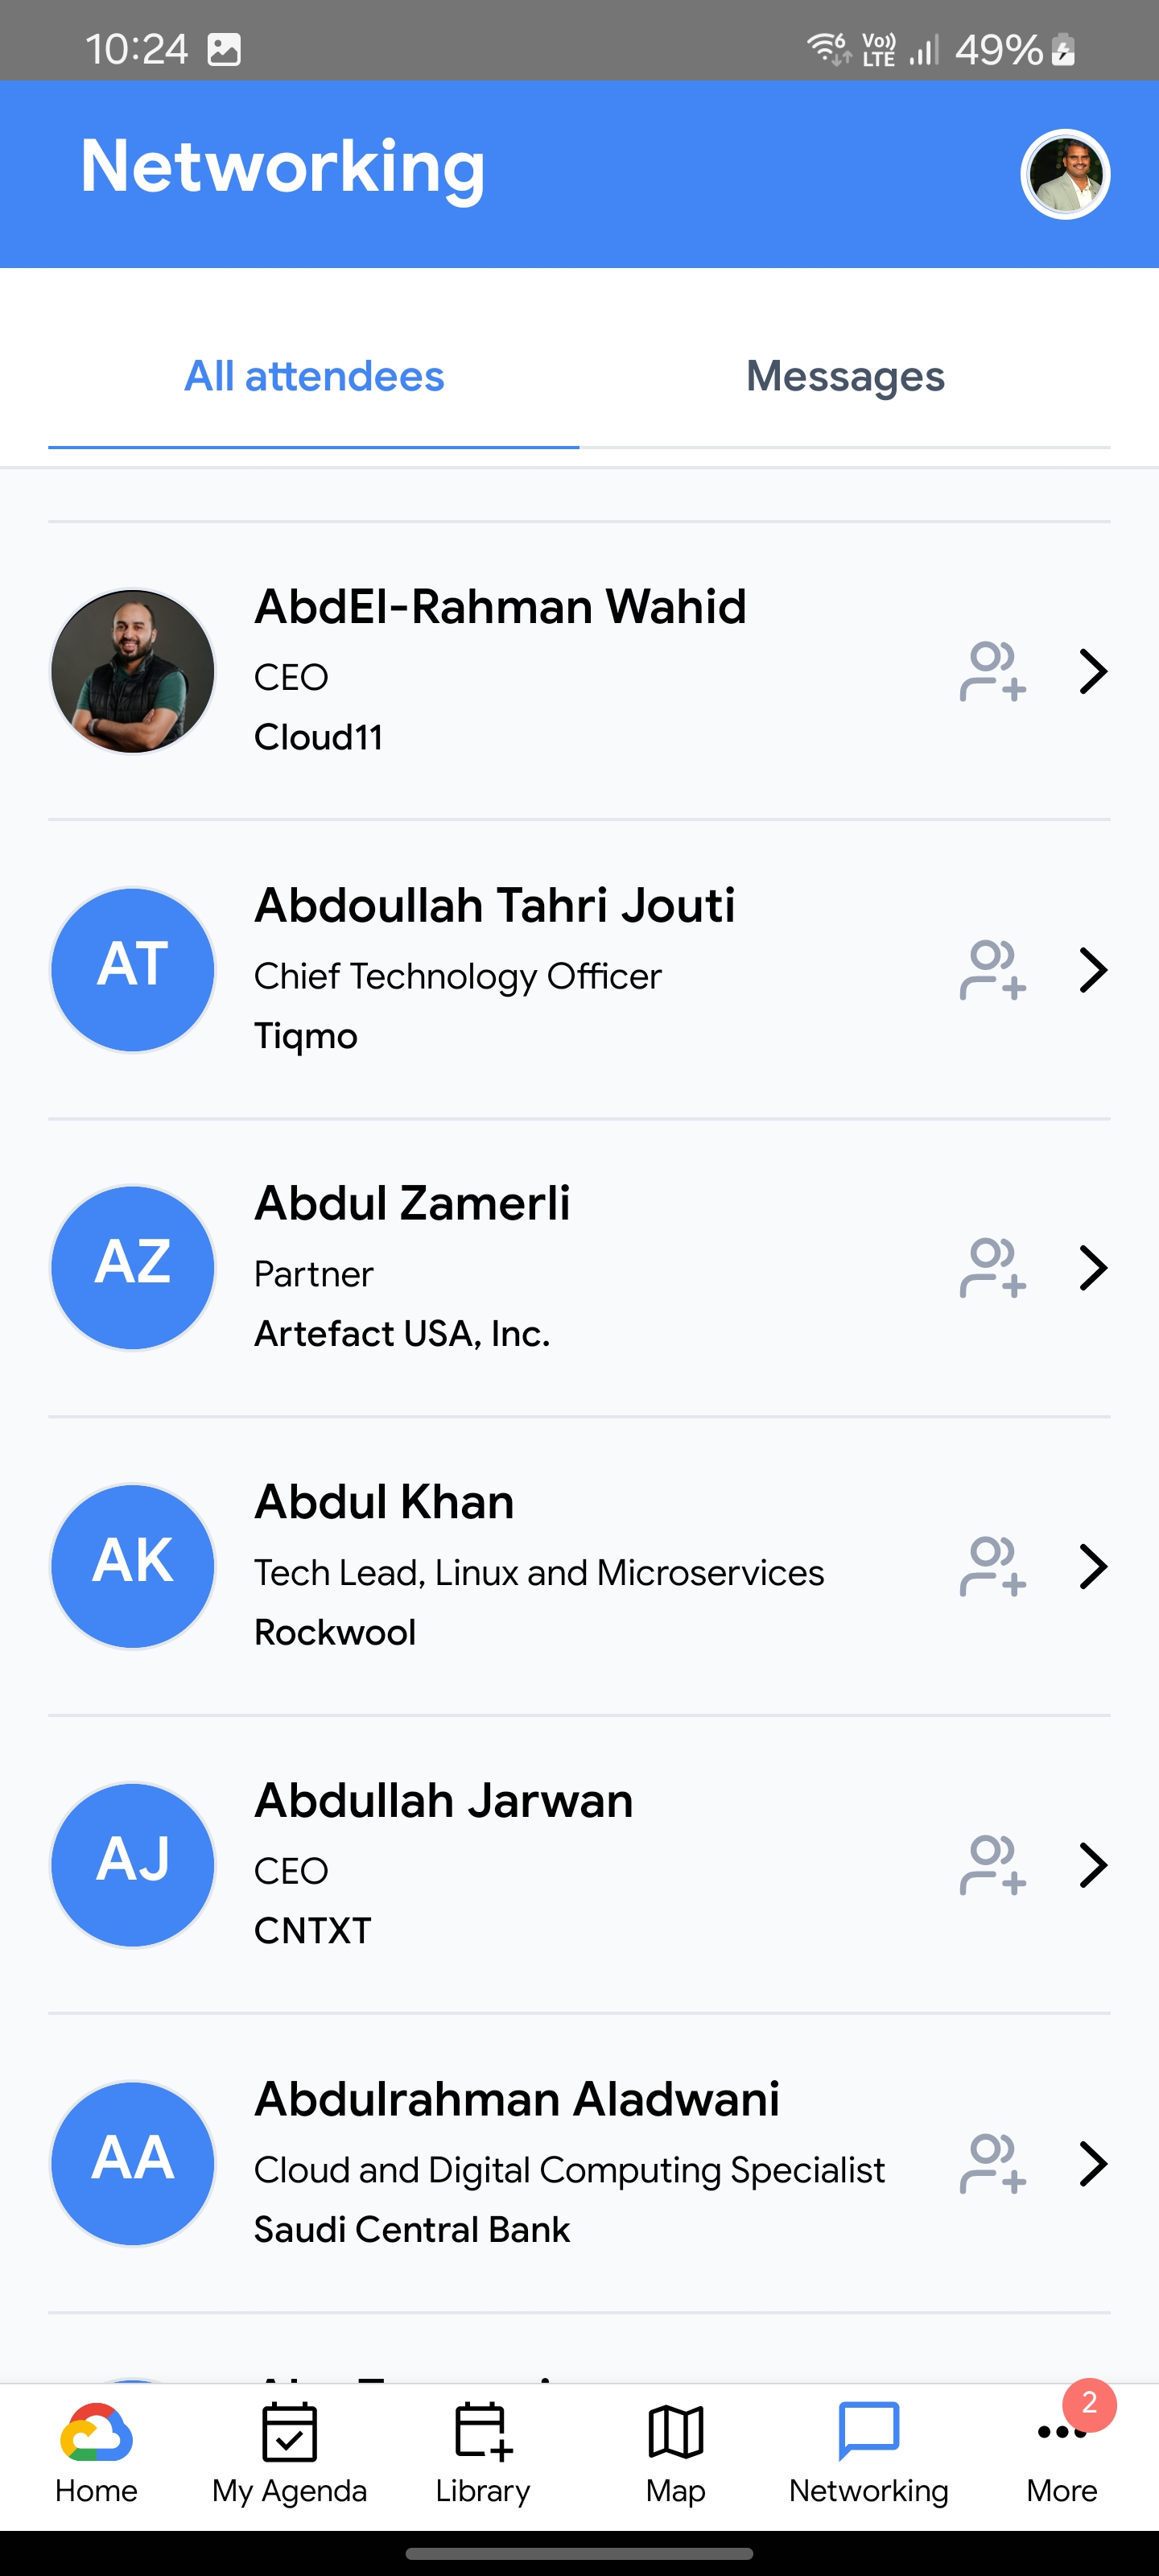 10:24
Vo)) LTE
49%
Networking
All attendees
Messages
AbdEl-Rahman Wahid
CEO
Cloud11
AT
Abdoullah Tahri Jouti
Chief Technology Officer
Tiqmo
AZ
Abdul Zamerli
Partner
Artefact USA, Inc.
AK
Abdul Khan
Tech Lead, Linux and Microservices
Rockwool
AJ
Abdullah Jarwan
CEO
CNTXT
AA
Abdulrahman Aladwani
Cloud and Digital Computing Specialist
Saudi Central Bank
2
Home
My Agenda
Library
Map
Networking
More